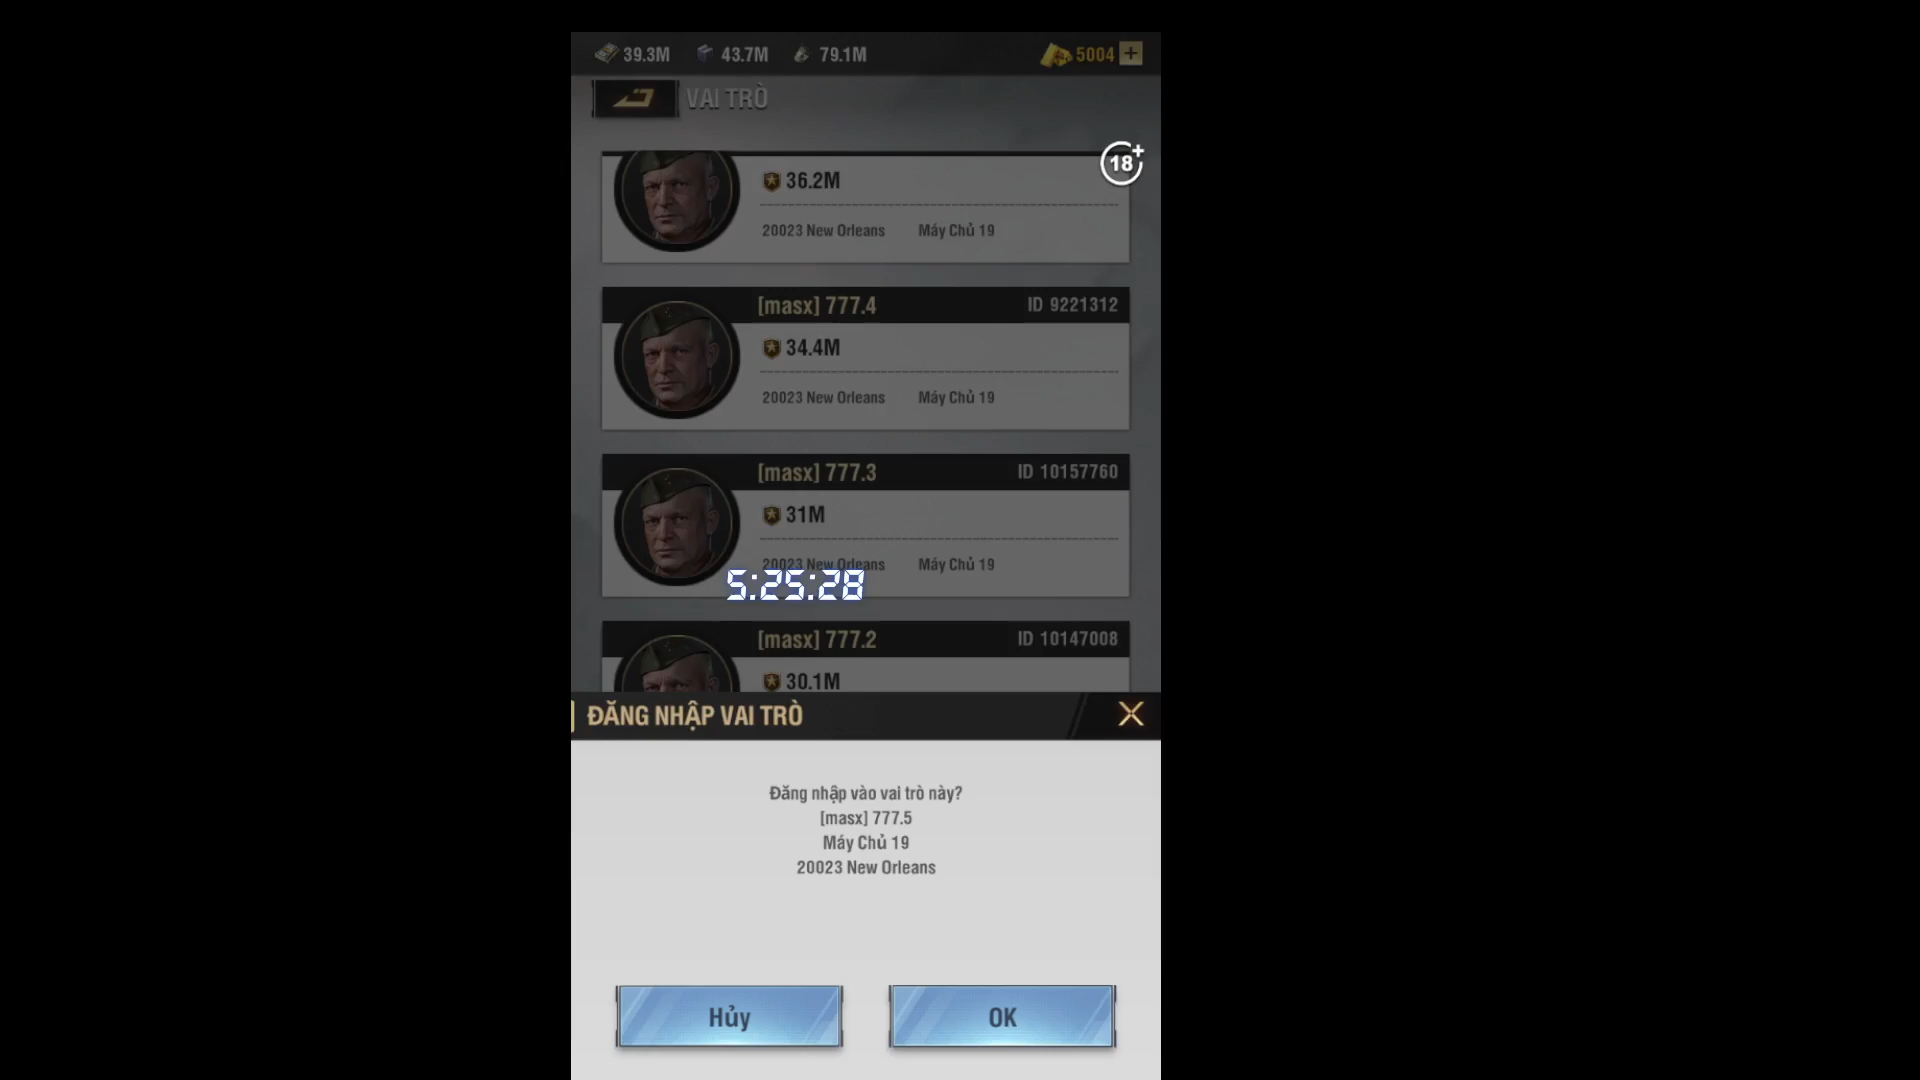 39.3M 43.7M 79.1M 5004 +
VAI TRÒ
18+
36.2M
20023 New Orleans Máy Chủ 19
[masx] 777.4 ID 9221312
34.4M
20023 New Orleans Máy Chủ 19
[masx] 777.3 ID 10157760
31M
20023 New Orleans Máy Chủ 19
5:25:28
[masx] 777.2 ID 10147008
30.1M
ĐĂNG NHẬP VAI TRÒ
Đăng nhập vào vai trò này?
[masx] 777.5
Máy Chủ 19
20023 New Orleans
Hủy OK